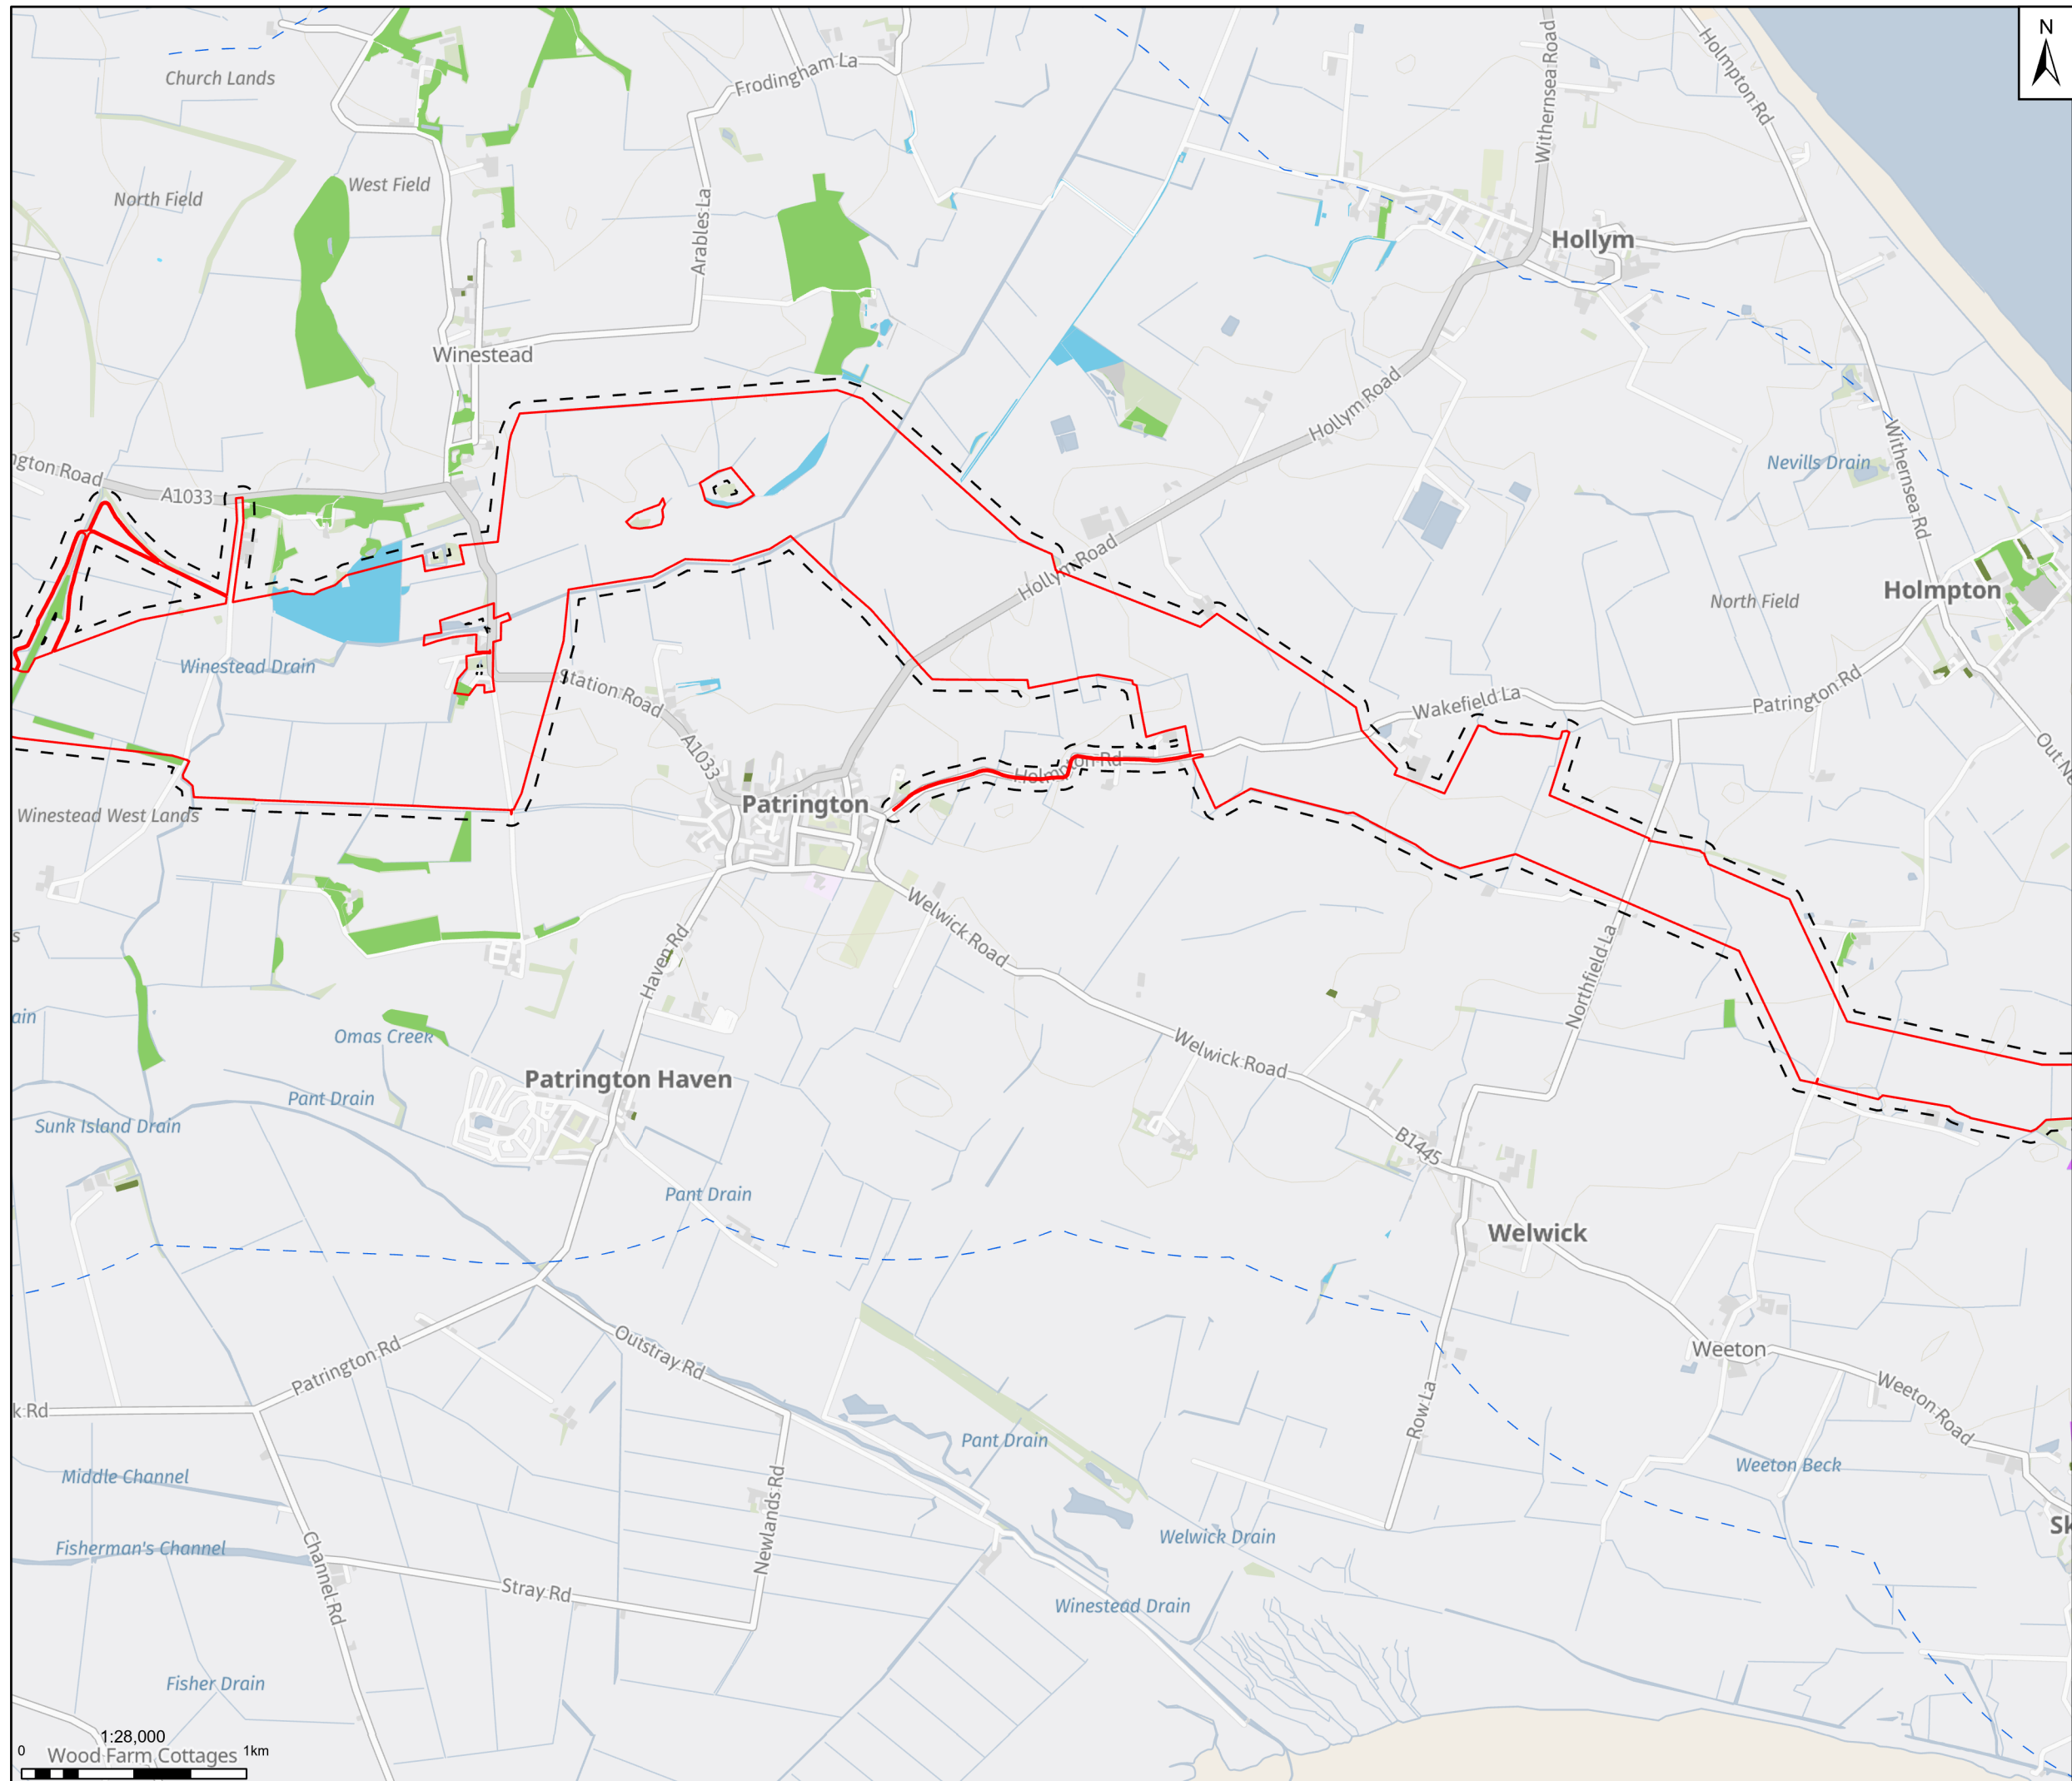 N
Church Lands
Frodingham La
Withernsea Road
Holmpton Rd
North Field
West Field
Arables La
Hollym
Winestead
Hollym Road
ngton Road
A1033
Nevills Drain
Withernsea Rd
Hollym Road
North Field
Holmpton
Winestead Drain
Station Road
Wakefield La
Patrington Rd
A1033
Holmpton Rd
Out Ne
Winestead West Lands
Patrington
Welwick Road
s
Haven Rd
Northfield La
ain
Omas Creek
Welwick Road
Patrington Haven
Pant Drain
Sunk Island Drain
B1445
Pant Drain
Welwick
Patrington Rd
Outstray Rd
Weeton
k Rd
Row La
Weeton Road
Pant Drain
Middle Channel
Weeton Beck
Newlands Rd
Sk
Welwick Drain
Fisherman's Channel
Channel Rd
Stray Rd
Winestead Drain
Fisher Drain
1:28,000
0
1km
Wood Farm Cottages